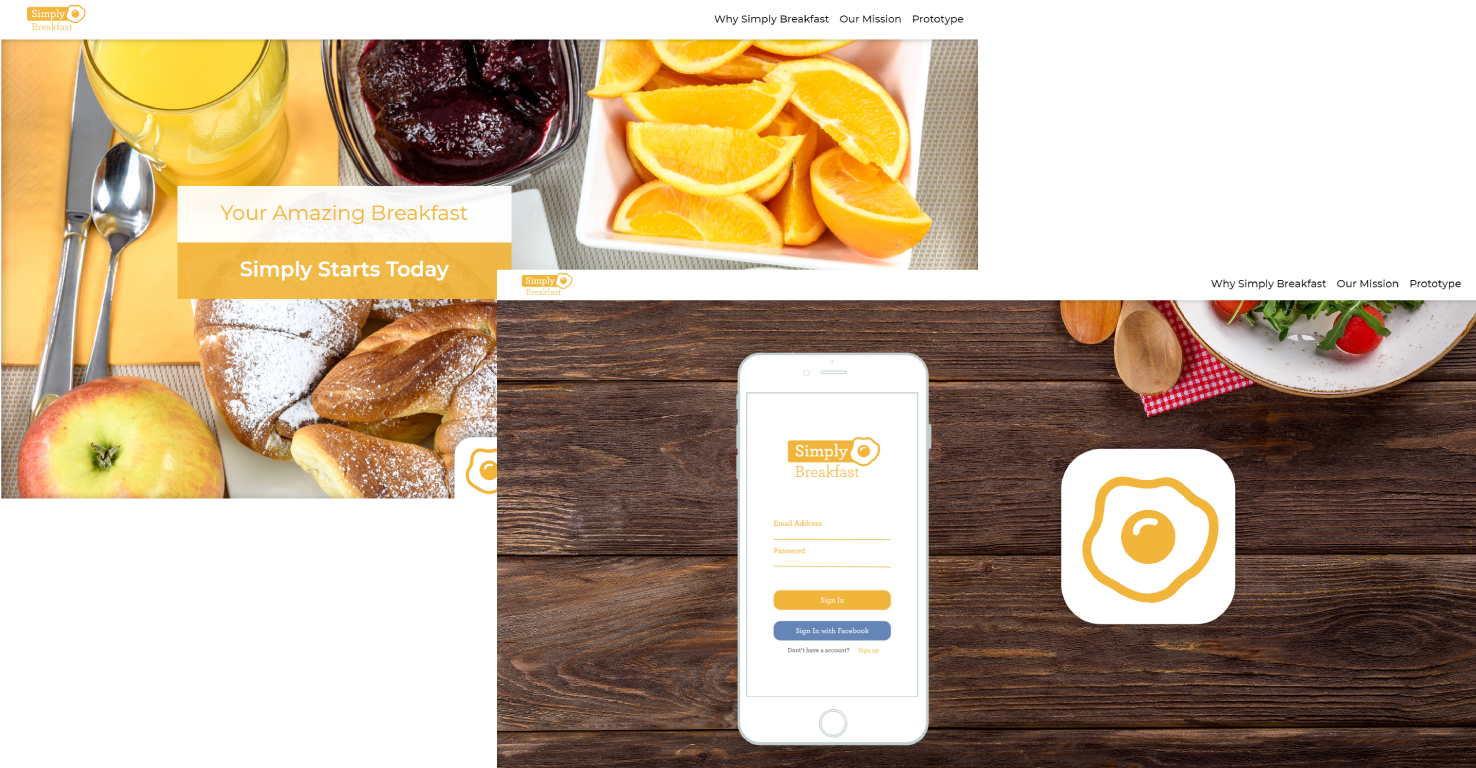 Simply
Breakfast
Why Simply Breakfast Our Mission Prototype
Your Amazing Breakfast
Simply Starts Today
Simply
Breakfast
Why Simply Breakfast Our Mission Prototype
Simply
Breakfast
Email Address
Password
Sign In
Sign In with Facebook
Don't have a account? Sign up